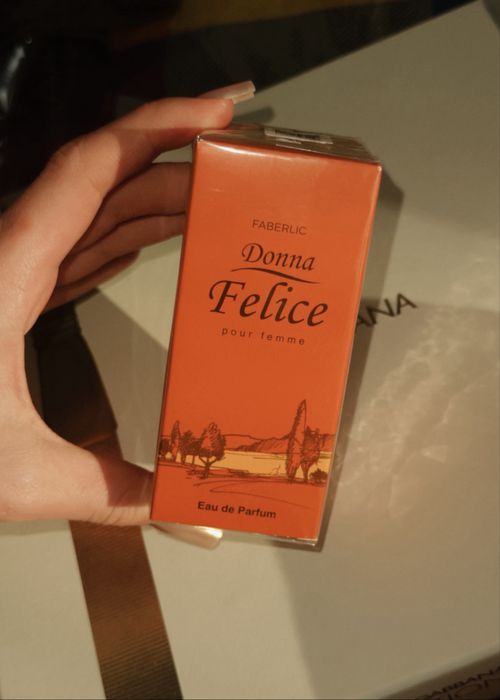 FABERLIC
Donna
Felice
pour femme
Eau de Parfum
ANA